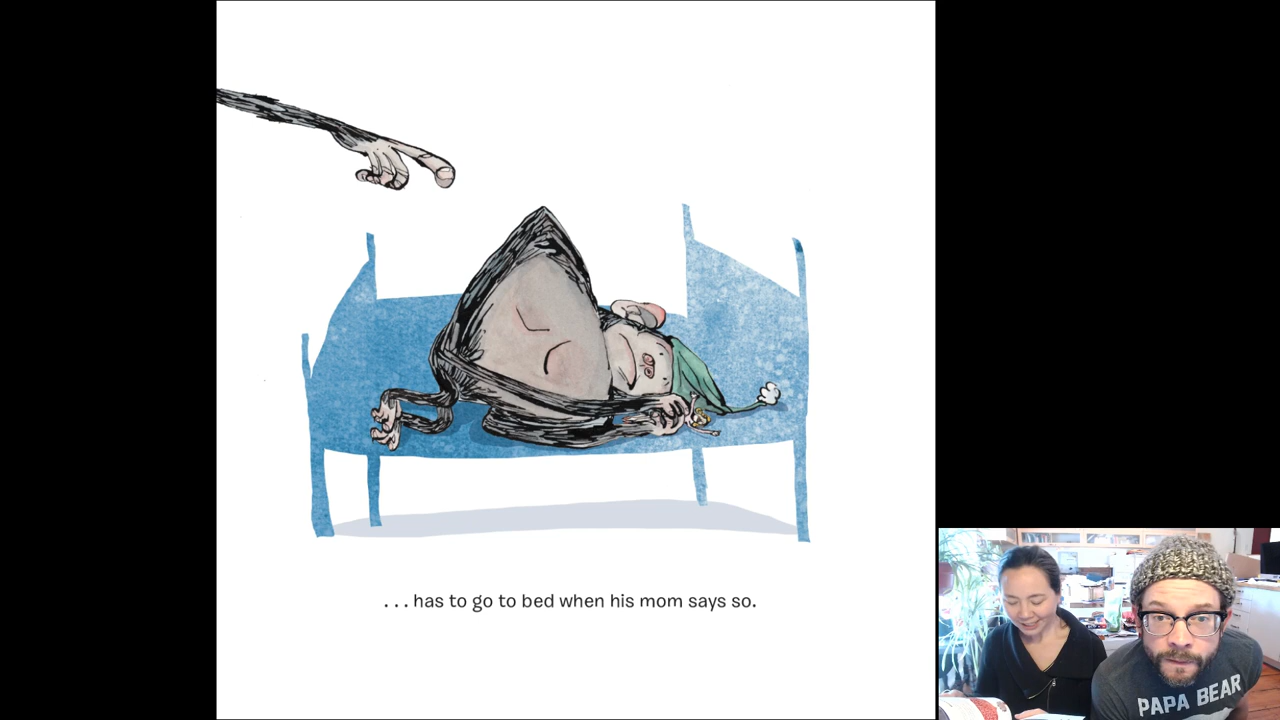 . . . has to go to bed when his mom says so.
PAPA BEAR